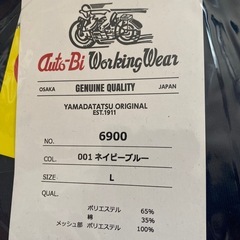 Auto-Bi Working Wear
OSAKA GENUINE QUALITY JAPAN
YAMADATATSU ORIGINAL
EST.1911
NO. 6900
COL. 001 ネイビーブルー
SIZE L
QUAL.
ポリエステル 65%
綿 35%
メッシュ部 ポリエステル 100%